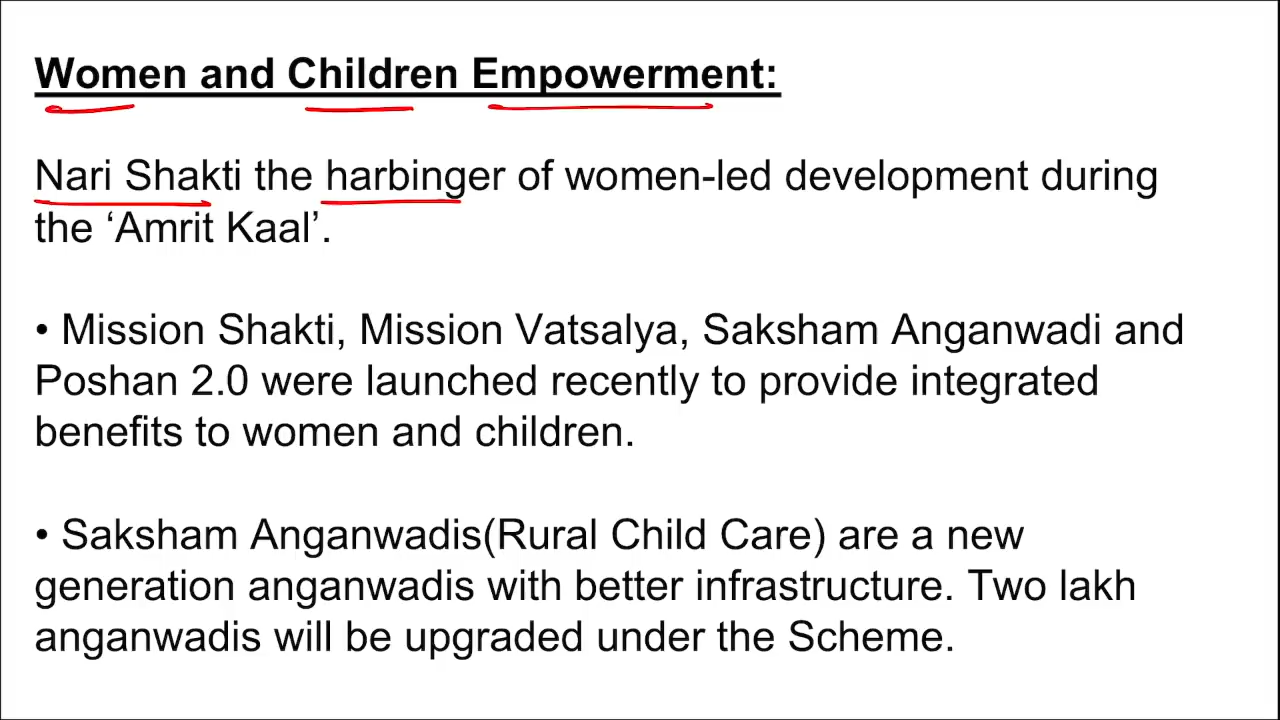 Women and Children Empowerment:
Nari Shakti the harbinger of women-led development during
the ‘Amrit Kaal’.
• Mission Shakti, Mission Vatsalya, Saksham Anganwadi and
Poshan 2.0 were launched recently to provide integrated
benefits to women and children.
• Saksham Anganwadis(Rural Child Care) are a new
generation anganwadis with better infrastructure. Two lakh
anganwadis will be upgraded under the Scheme.